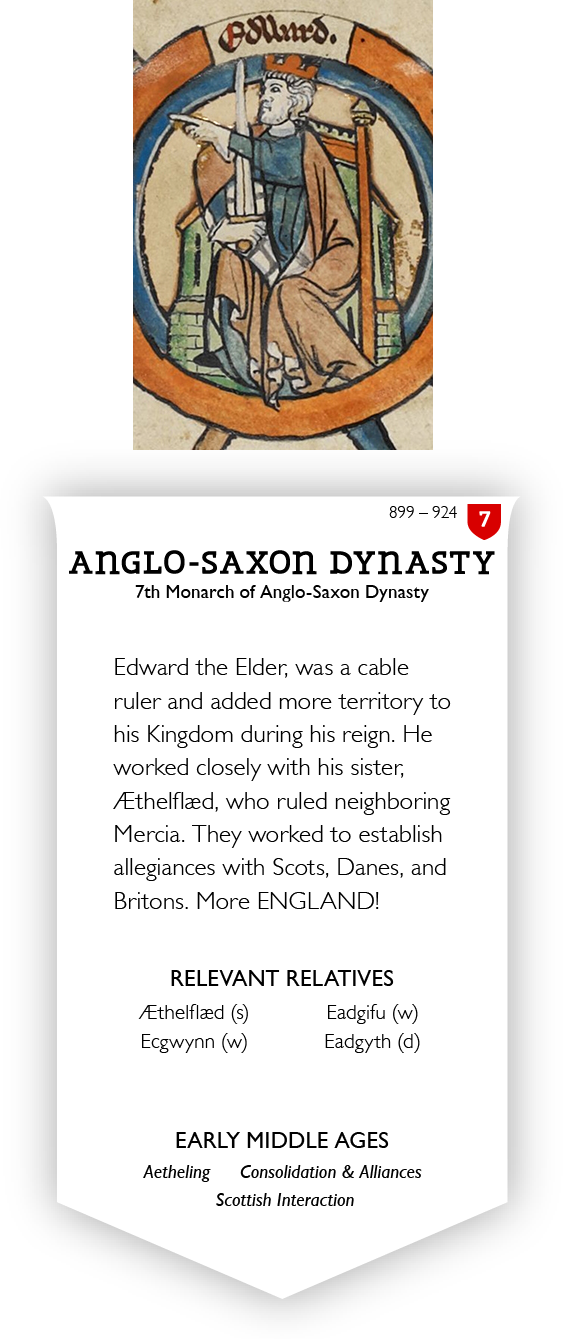 Edward.
899 – 924
7
ANGLO-SAXON DYNASTY
7th Monarch of Anglo-Saxon Dynasty
Edward the Elder, was a cable
ruler and added more territory to
his Kingdom during his reign. He
worked closely with his sister,
Æthelflæd, who ruled neighboring
Mercia. They worked to establish
allegiances with Scots, Danes, and
Britons. More ENGLAND!
RELEVANT RELATIVES
Æthelflæd (s) Eadgifu (w)
Ecgwynn (w) Eadgyth (d)
EARLY MIDDLE AGES
Aetheling Consolidation & Alliances
Scottish Interaction